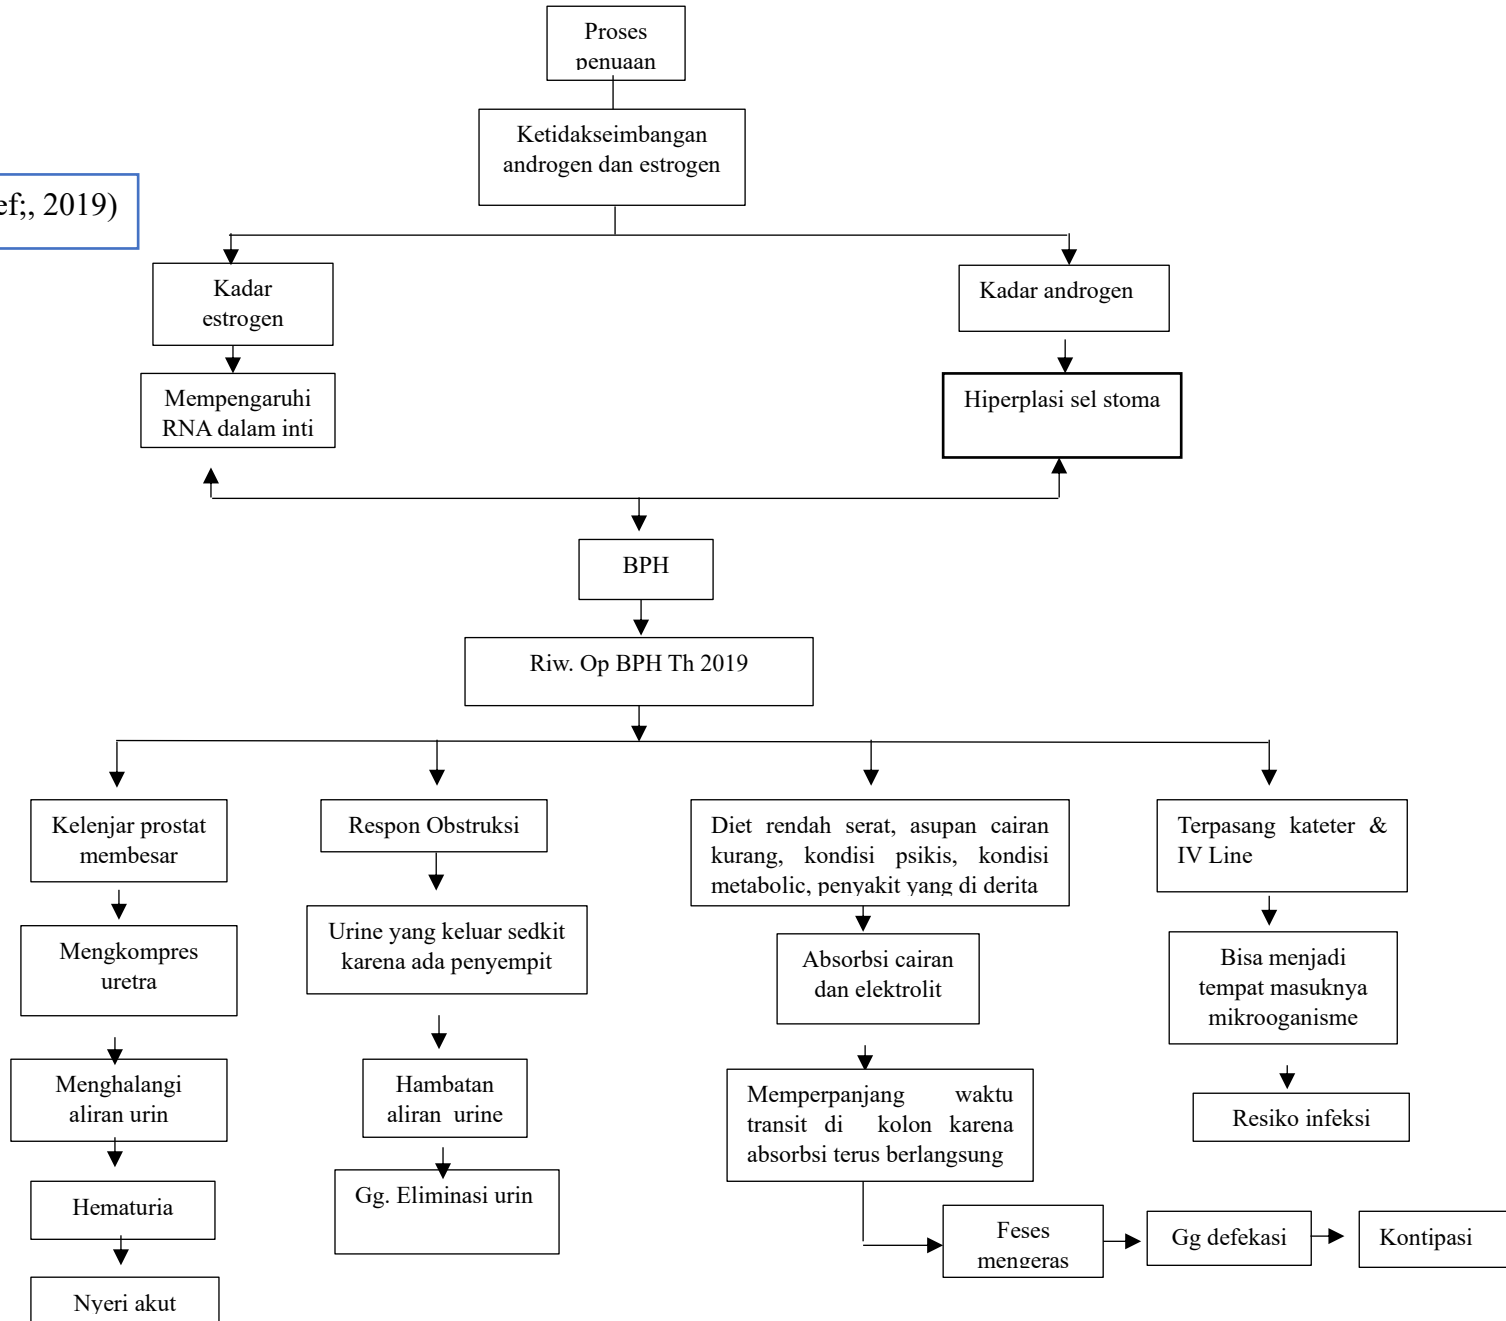 Proses
penuaan
Ketidakseimbangan
androgen dan estrogen
ef;, 2019)
Kadar
estrogen
Kadar androgen
Mempengaruhi
RNA dalam inti
Hiperplasi sel stoma
BPH
Riw. Op BPH Th 2019
Kelenjar prostat
membesar
Mengkompres
uretra
Menghalangi
aliran urin
Hematuria
Nyeri akut
Respon Obstruksi
Urine yang keluar sedkit
karena ada penyempit
Hambatan
aliran urine
Gg. Eliminasi urin
Diet rendah serat, asupan cairan
kurang, kondisi psikis, kondisi
metabolic, penyakit yang di derita
Absorbsi cairan
dan elektrolit
Memperpanjang waktu
transit di kolon karena
absorbsi terus berlangsung
Feses
mengeras
Gg defekasi
Kontipasi
Terpasang kateter &
IV Line
Bisa menjadi
tempat masuknya
mikrooganisme
Resiko infeksi